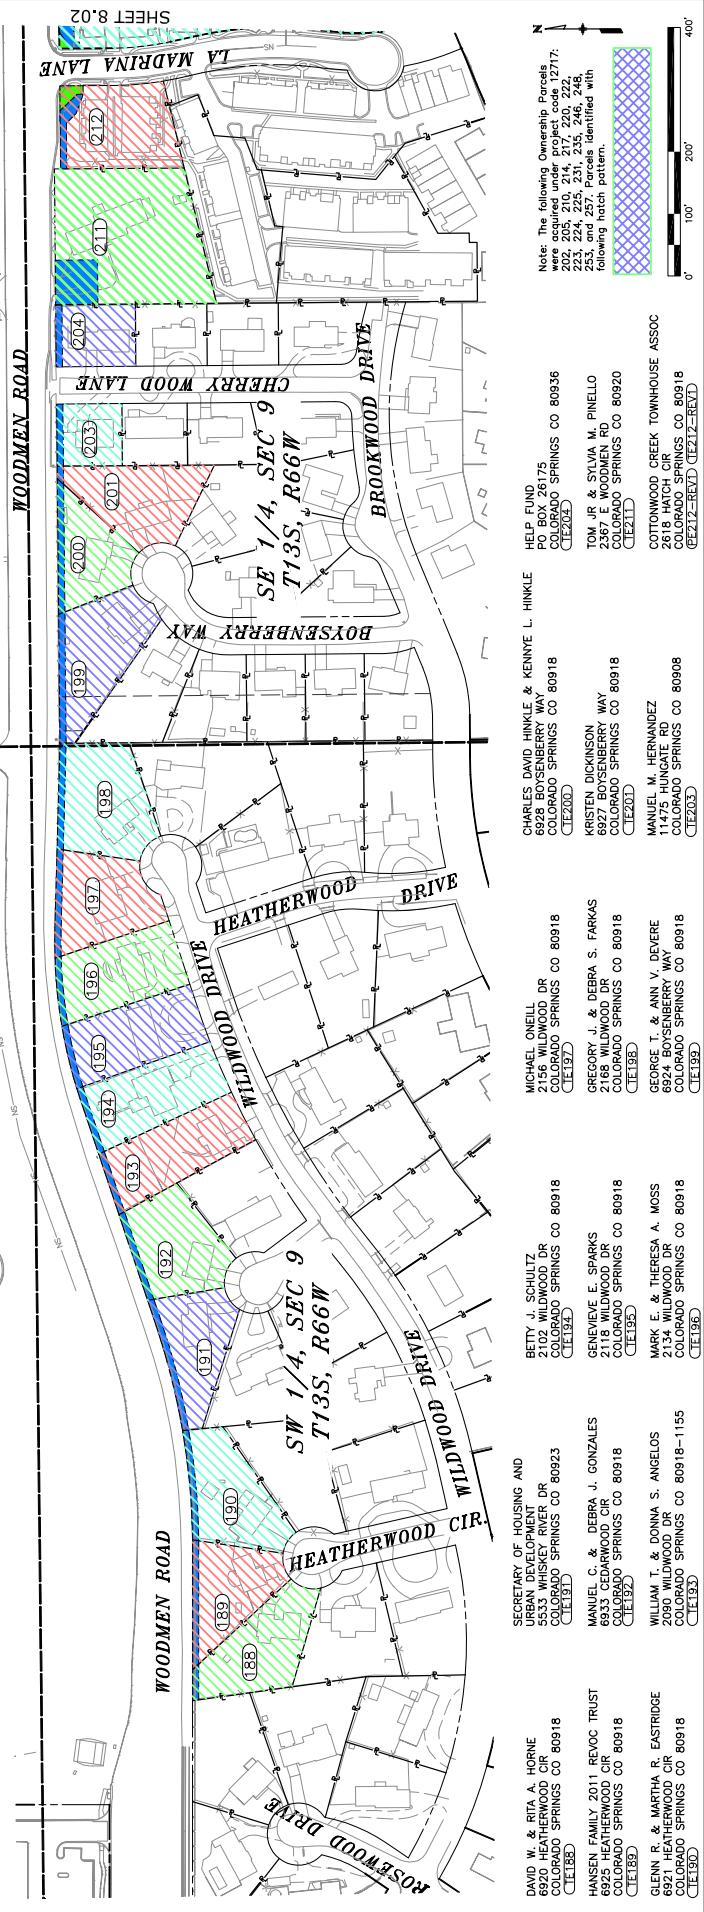 SHEET 8.02
WOODMEN ROAD
WOODMEN ROAD
LA MADRINA LANE
CHERRY WOOD LANE
BROOKWOOD DRIVE
BOYSENBERRY WAY
HEATHERWOOD DRIVE
WILDWOOD DRIVE
WILDWOOD DRIVE
HEATHERWOOD CIR.
ROSEWOOD DRIVE
SW 1/4, SEC 9
T13S, R66W
SE 1/4, SEC 9
T13S, R66W
188
189
190
191
192
193
194
195
196
197
198
199
200
201
203
204
211
212
DAVID W. & RITA A. HORNE
6920 HEATHERWOOD CIR
COLORADO SPRINGS CO 80918
TE188
HANSEN FAMILY 2011 REVOC TRUST
6925 HEATHERWOOD CIR
COLORADO SPRINGS CO 80918
TE189
GLENN R. & MARTHA R. EASTRIDGE
6921 HEATHERWOOD CIR
COLORADO SPRINGS CO 80918
TE190
SECRETARY OF HOUSING AND
URBAN DEVELOPMENT
5533 WHISKEY RIVER DR
COLORADO SPRINGS CO 80923
TE191
MANUEL C. & DEBRA J. GONZALES
6933 CEDARWOOD CIR
COLORADO SPRINGS CO 80918
TE192
WILLIAM T. & DONNA S. ANGELOS
2090 WILDWOOD DR
COLORADO SPRINGS CO 80918-1155
TE193
BETTY J. SCHULTZ
2102 WILDWOOD DR
COLORADO SPRINGS CO 80918
TE194
GENEVIEVE E. SPARKS
2118 WILDWOOD DR
COLORADO SPRINGS CO 80918
TE195
MARK E. & THERESA A. MOSS
2134 WILDWOOD DR
COLORADO SPRINGS CO 80918
TE196
MICHAEL ONEILL
2156 WILDWOOD DR
COLORADO SPRINGS CO 80918
TE197
GREGORY J. & DEBRA S. FARKAS
2168 WILDWOOD DR
COLORADO SPRINGS CO 80918
TE198
GEORGE T. & ANN V. DEVERE
6924 BOYSENBERRY WAY
COLORADO SPRINGS CO 80918
TE199
CHARLES DAVID HINKLE & KENNYE L. HINKLE
6928 BOYSENBERRY WAY
COLORADO SPRINGS CO 80918
TE200
KRISTEN DICKINSON
6927 BOYSENBERRY WAY
COLORADO SPRINGS CO 80918
TE201
MANUEL M. HERNANDEZ
11475 HUNGATE RD
COLORADO SPRINGS CO 80908
TE203
HELP FUND
PO BOX 26175
COLORADO SPRINGS CO 80936
TE204
TOM JR & SYLVIA M. PINELLO
2367 E WOODMEN RD
COLORADO SPRINGS CO 80920
TE211
COTTONWOOD CREEK TOWNHOUSE ASSOC
2618 HATCH CIR
COLORADO SPRINGS CO 80918
PE212-REV1 TE212-REV1
N
Note: The following Ownership Parcels
were acquired under project code 12717:
202, 205, 210, 214, 217, 220, 222,
223, 224, 225, 231, 235, 246, 248,
253, and 257. Parcels identified with
following hatch pattern.
0' 100' 200' 400'